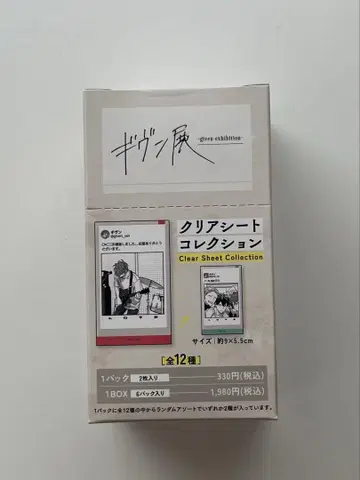 ギヴン展
-given exhibition-
クリアシート
コレクション
Clear Sheet Collection
ギヴン
@given_sns
サイズ | 約9×5.5cm
[全12種]
1パック 2枚入り 330円(税込)
1BOX 6パック入り 1,980円(税込)
1パックに全12種の中からランダムアソートでいずれか2種が入っています。